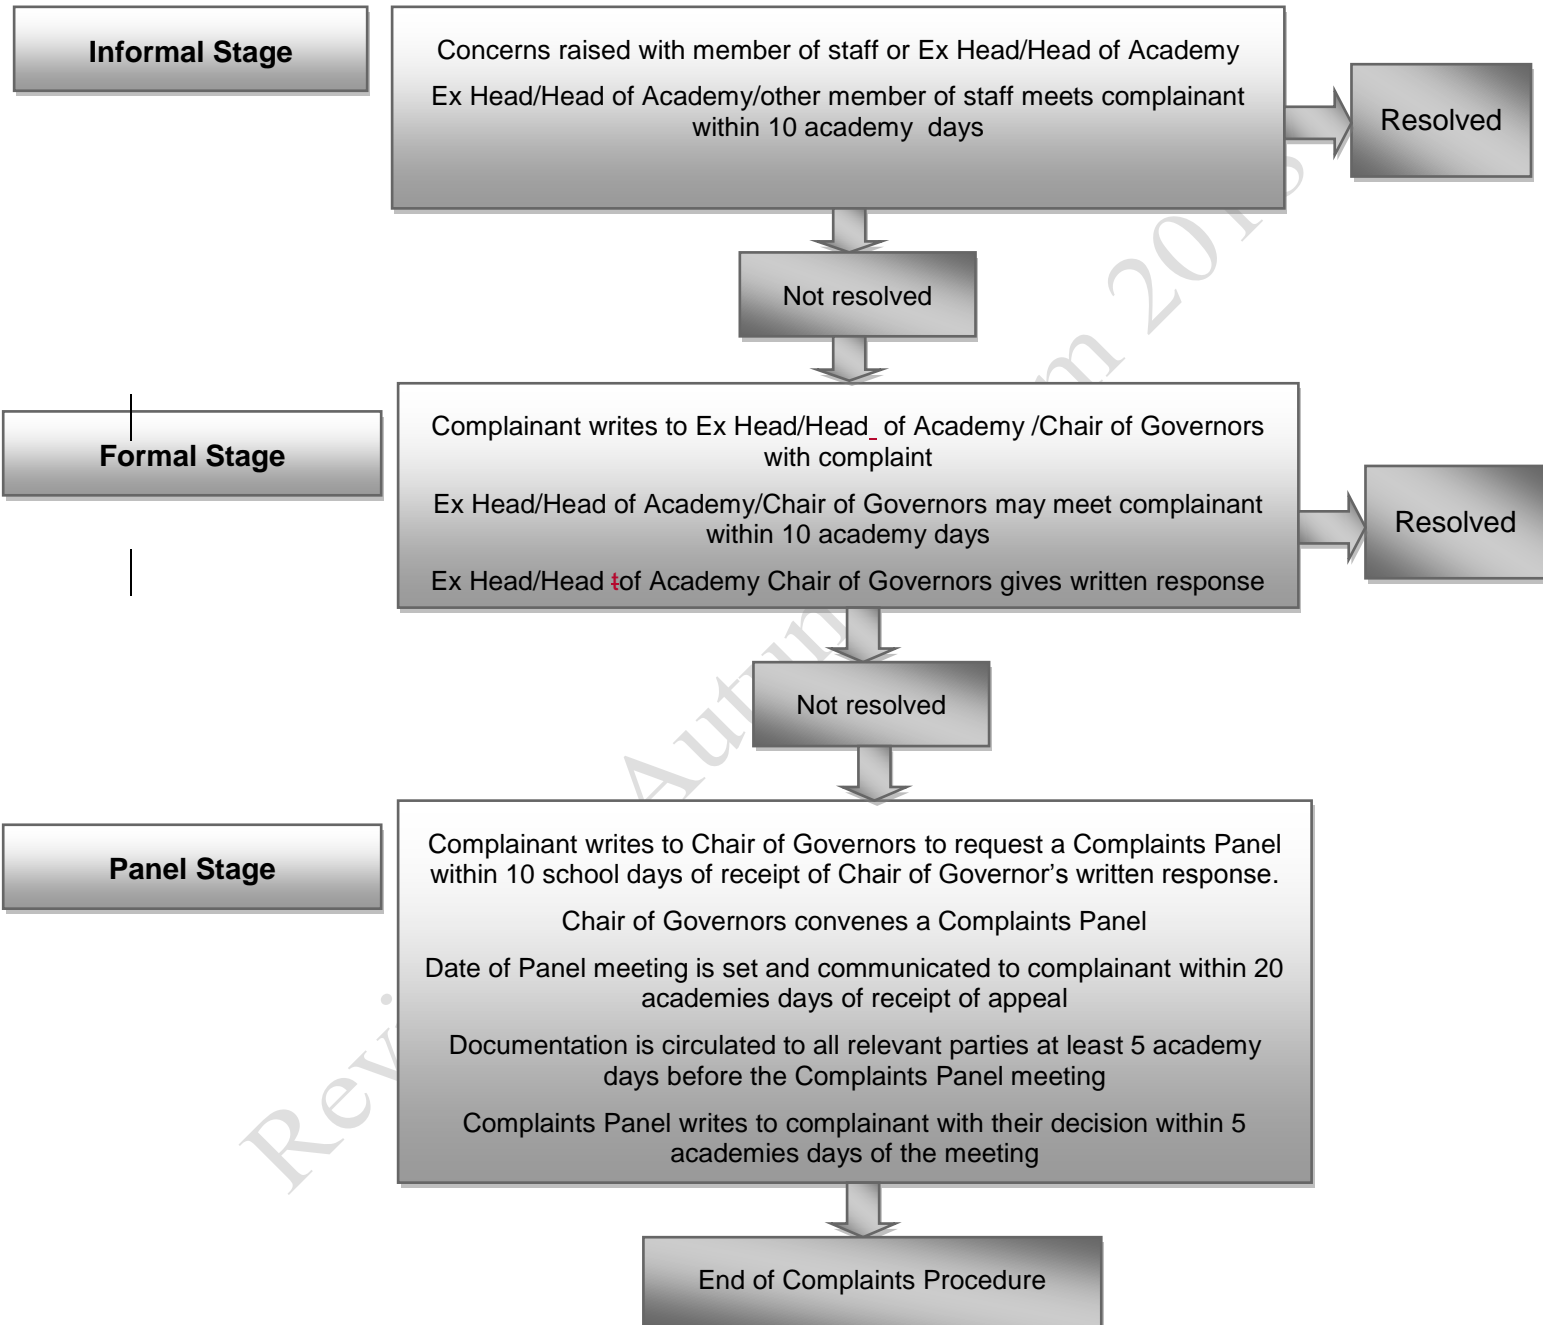 Informal Stage
Concerns raised with member of staff or Ex Head/Head of Academy
Ex Head/Head of Academy/other member of staff meets complainant
within 10 academy days
Resolved
Not resolved
Formal Stage
Complainant writes to Ex Head/Head_ of Academy /Chair of Governors
with complaint
Ex Head/Head of Academy/Chair of Governors may meet complainant
within 10 academy days
Ex Head/Head tof Academy Chair of Governors gives written response
Resolved
Not resolved
Panel Stage
Complainant writes to Chair of Governors to request a Complaints Panel
within 10 school days of receipt of Chair of Governor’s written response.
Chair of Governors convenes a Complaints Panel
Date of Panel meeting is set and communicated to complainant within 20
academies days of receipt of appeal
Documentation is circulated to all relevant parties at least 5 academy
days before the Complaints Panel meeting
Complaints Panel writes to complainant with their decision within 5
academies days of the meeting
End of Complaints Procedure